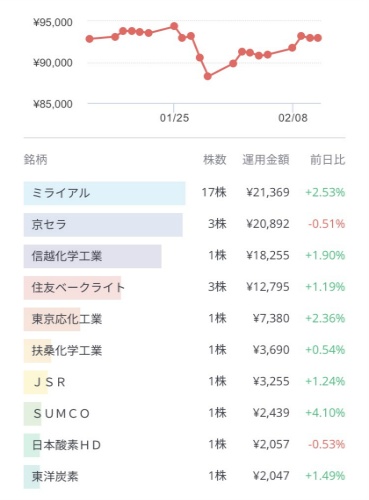 ¥95,000
¥90,000
¥85,000
01/25 02/08
銘柄 株数 運用金額 前日比
ミライアル 17株 ¥21,369 +2.53%
京セラ 3株 ¥20,892 -0.51%
信越化学工業 1株 ¥18,255 +1.90%
住友ベークライト 3株 ¥12,795 +1.19%
東京応化工業 1株 ¥7,380 +2.36%
扶桑化学工業 1株 ¥3,690 +0.54%
ＪＳＲ 1株 ¥3,255 +1.24%
ＳＵＭＣＯ 1株 ¥2,439 +4.10%
日本酸素ＨＤ 1株 ¥2,057 -0.53%
東洋炭素 1株 ¥2,047 +1.49%